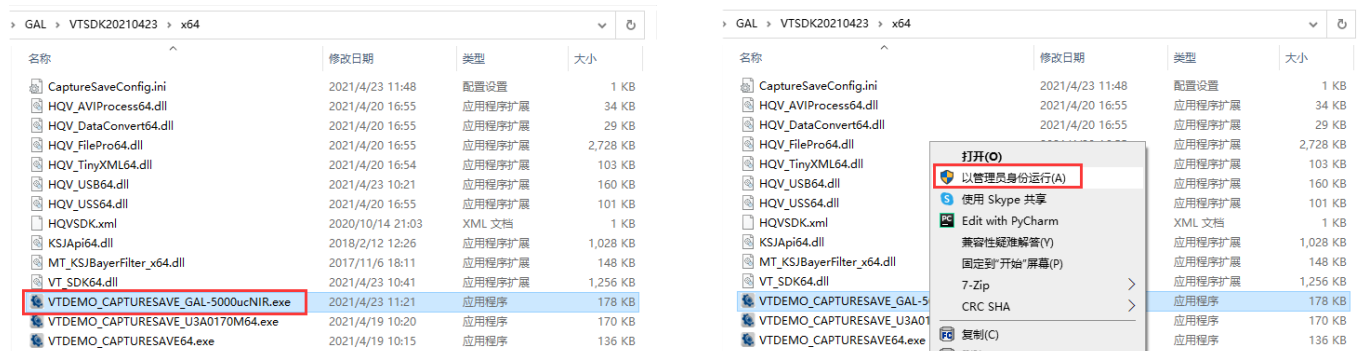 GAL > VTSDK20210423 > x64
名称 修改日期 类型 大小
CaptureSaveConfig.ini 2021/4/23 11:48 配置设置 1 KB
HQV_AVIProcess64.dll 2021/4/20 16:55 应用程序扩展 34 KB
HQV_DataConvert64.dll 2021/4/20 16:55 应用程序扩展 29 KB
HQV_FilePro64.dll 2021/4/20 16:55 应用程序扩展 2,728 KB
HQV_TinyXML64.dll 2021/4/20 16:54 应用程序扩展 103 KB
HQV_USB64.dll 2021/4/23 10:21 应用程序扩展 160 KB
HQV_USS64.dll 2021/4/20 16:55 应用程序扩展 101 KB
HQVSDK.xml 2020/10/14 21:03 XML 文档 1 KB
KSJApi64.dll 2018/2/12 12:26 应用程序扩展 1,028 KB
MT_KSJBayerFilter_x64.dll 2017/11/6 18:11 应用程序扩展 148 KB
VT_SDK64.dll 2021/4/23 10:41 应用程序扩展 1,256 KB
VTDEMO_CAPTURESAVE_GAL-5000ucNIR.exe 2021/4/23 11:21 应用程序 178 KB
VTDEMO_CAPTURESAVE_U3A0170M64.exe 2021/4/19 10:20 应用程序 170 KB
VTDEMO_CAPTURESAVE64.exe 2021/4/19 10:15 应用程序 136 KB
GAL > VTSDK20210423 > x64
名称 修改日期 类型 大小
CaptureSaveConfig.ini 2021/4/23 11:48 配置设置 1 KB
HQV_AVIProcess64.dll 2021/4/20 16:55 应用程序扩展 34 KB
HQV_DataConvert64.dll 2021/4/20 16:55 应用程序扩展 29 KB
HQV_FilePro64.dll 应用程序扩展 2,728 KB
HQV_TinyXML64.dll 应用程序扩展 103 KB
HQV_USB64.dll 应用程序扩展 160 KB
HQV_USS64.dll 应用程序扩展 101 KB
HQVSDK.xml XML 文档 1 KB
KSJApi64.dll 应用程序扩展 1,028 KB
MT_KSJBayerFilter_x64.dll 应用程序扩展 148 KB
VT_SDK64.dll 应用程序扩展 1,256 KB
VTDEMO_CAPTURESAVE_GAL-5 应用程序 178 KB
VTDEMO_CAPTURESAVE_U3A01 应用程序 170 KB
VTDEMO_CAPTURESAVE64.exe 应用程序 136 KB
打开(O)
以管理员身份运行(A)
使用 Skype 共享
Edit with PyCharm
兼容性疑难解答(Y)
固定到"开始"屏幕(P)
7-Zip
CRC SHA
复制(C)